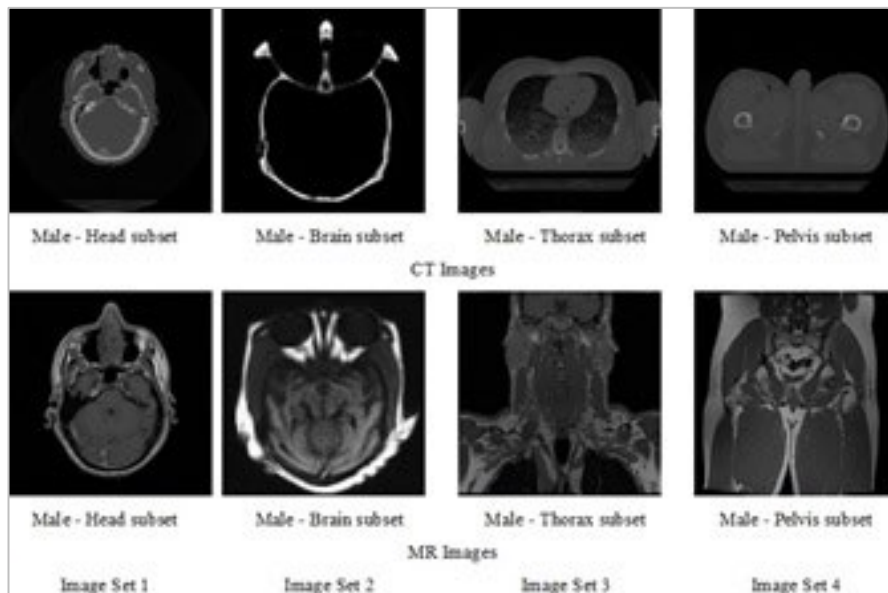 Male - Head subset Male - Brain subset Male - Thorax subset Male - Pelvis subset
CT Images
Male - Head subset Male - Brain subset Male - Thorax subset Male - Pelvis subset
MR Images
Image Set 1 Image Set 2 Image Set 3 Image Set 4